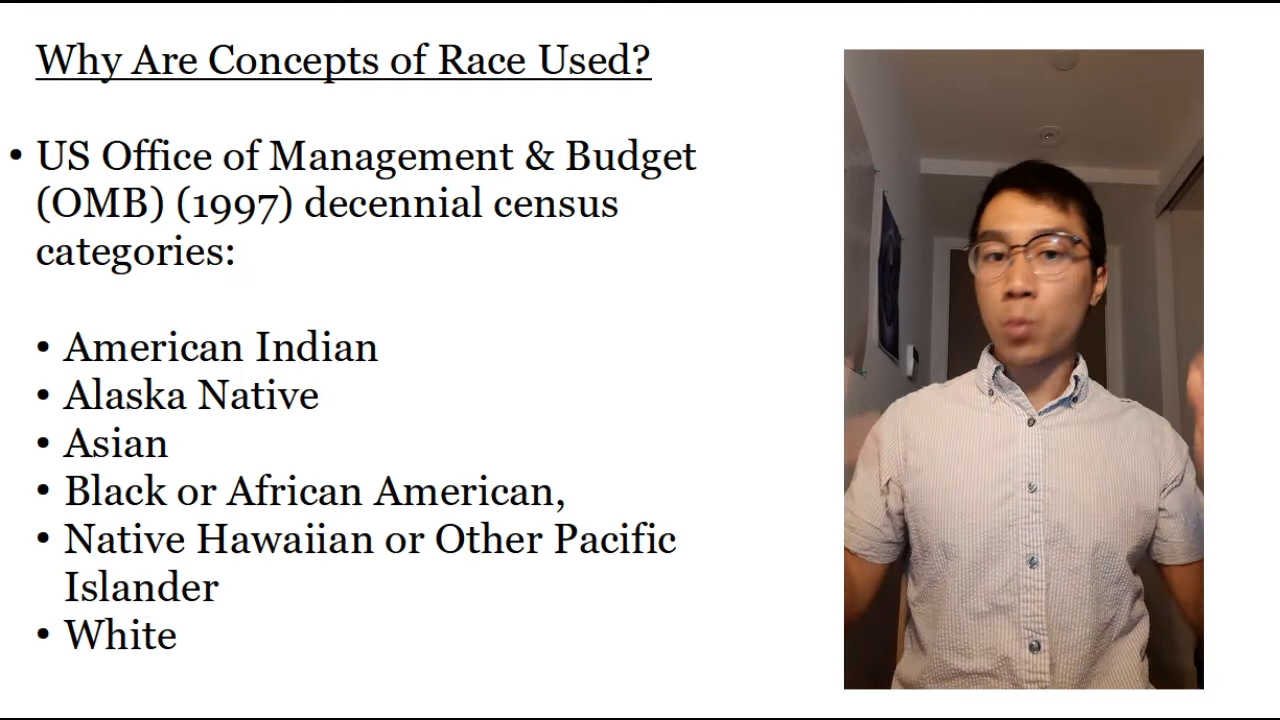 Why Are Concepts of Race Used?
• US Office of Management & Budget
(OMB) (1997) decennial census
categories:
• American Indian
• Alaska Native
• Asian
• Black or African American,
• Native Hawaiian or Other Pacific
Islander
• White